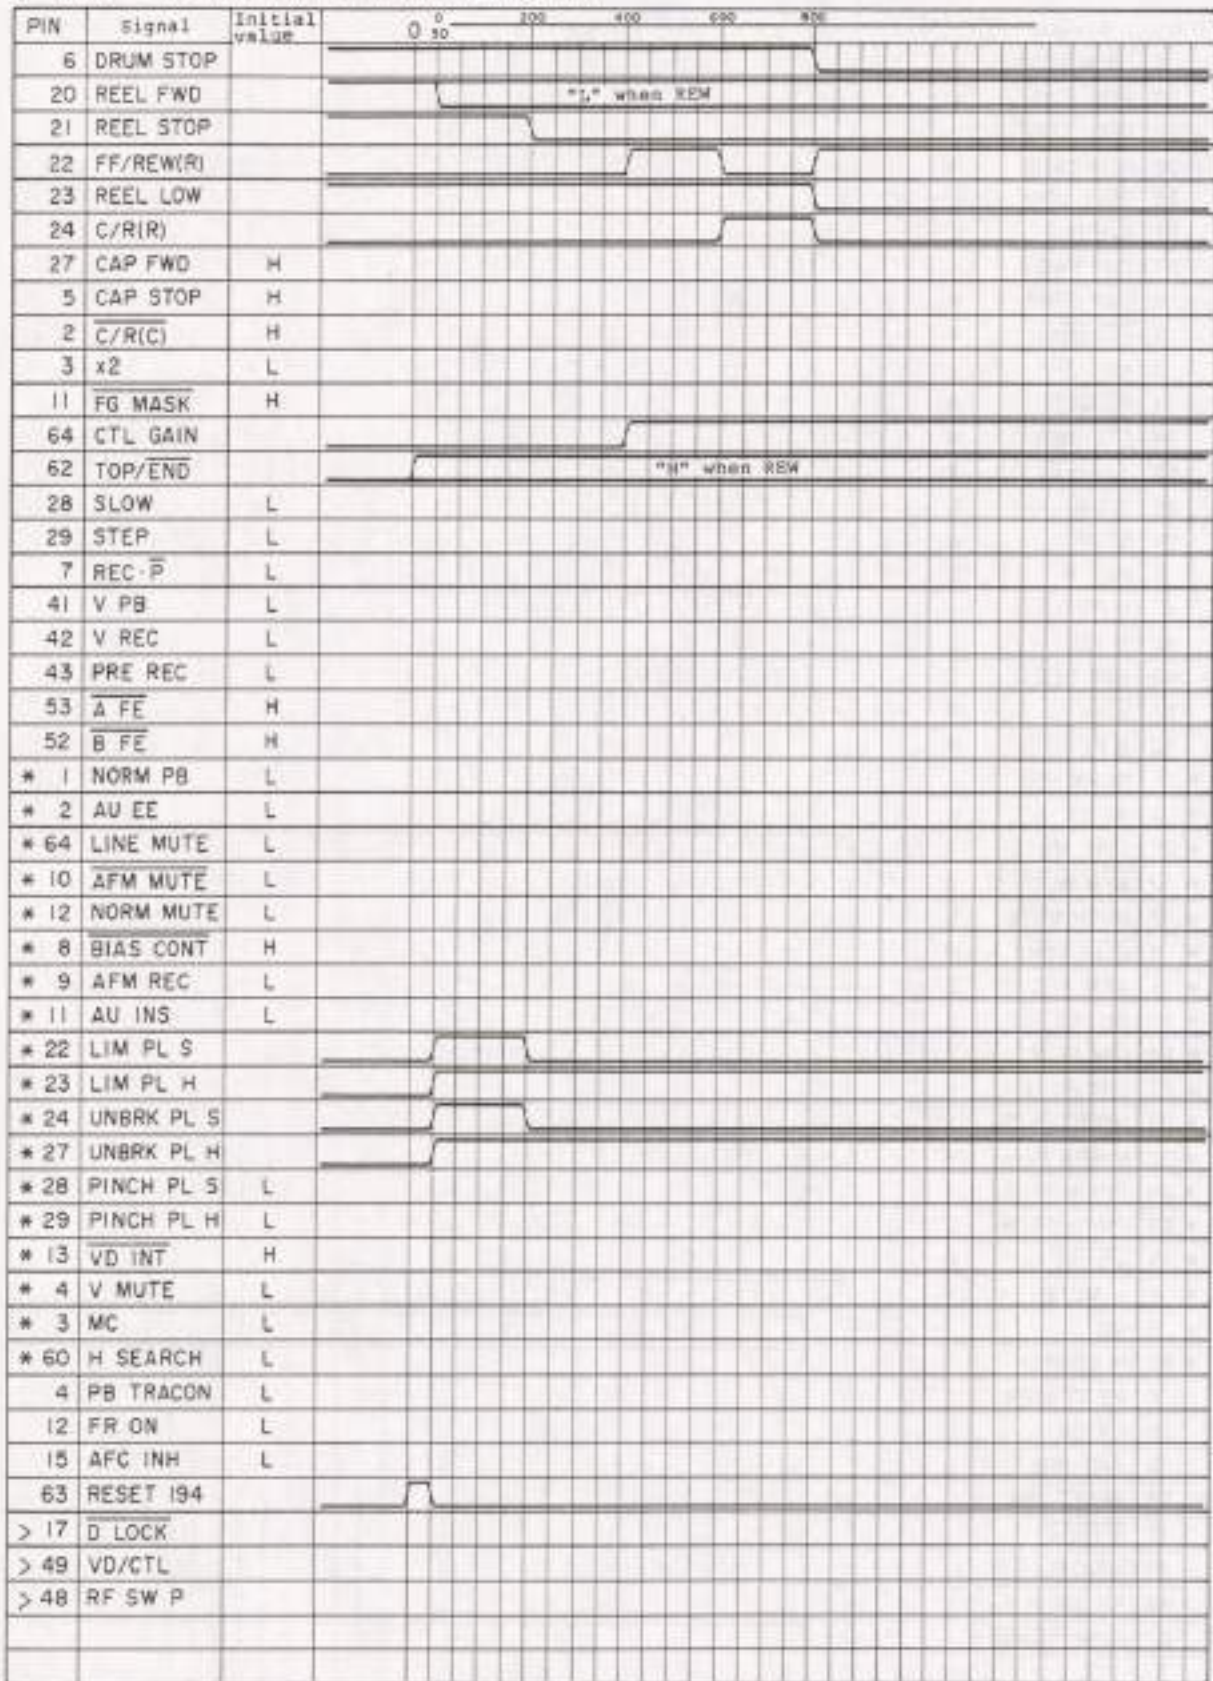 PIN Signal Initial value 0 0 50 200 400 600 800
6 DRUM STOP
20 REEL FWD "L" when REW
21 REEL STOP
22 FF/REW(R)
23 REEL LOW
24 C/R(R)
27 CAP FWD H
5 CAP STOP H
2 C/R(C) H
3 x2 L
11 FG MASK H
64 CTL GAIN
62 TOP/END "H" when REW
28 SLOW L
29 STEP L
7 REC·P L
41 V PB L
42 V REC L
43 PRE REC L
53 A FE H
52 B FE H
* 1 NORM PB L
* 2 AU EE L
* 64 LINE MUTE L
* 10 AFM MUTE L
* 12 NORM MUTE L
* 8 BIAS CONT H
* 9 AFM REC L
* 11 AU INS L
* 22 LIM PL S
* 23 LIM PL H
* 24 UNBRK PL S
* 27 UNBRK PL H
* 28 PINCH PL S L
* 29 PINCH PL H L
* 13 VD INT H
* 4 V MUTE L
* 3 MC L
* 60 H SEARCH L
4 PB TRACON L
12 FR ON L
15 AFC INH L
63 RESET 194
> 17 D LOCK
> 49 VD/CTL
> 48 RF SW P